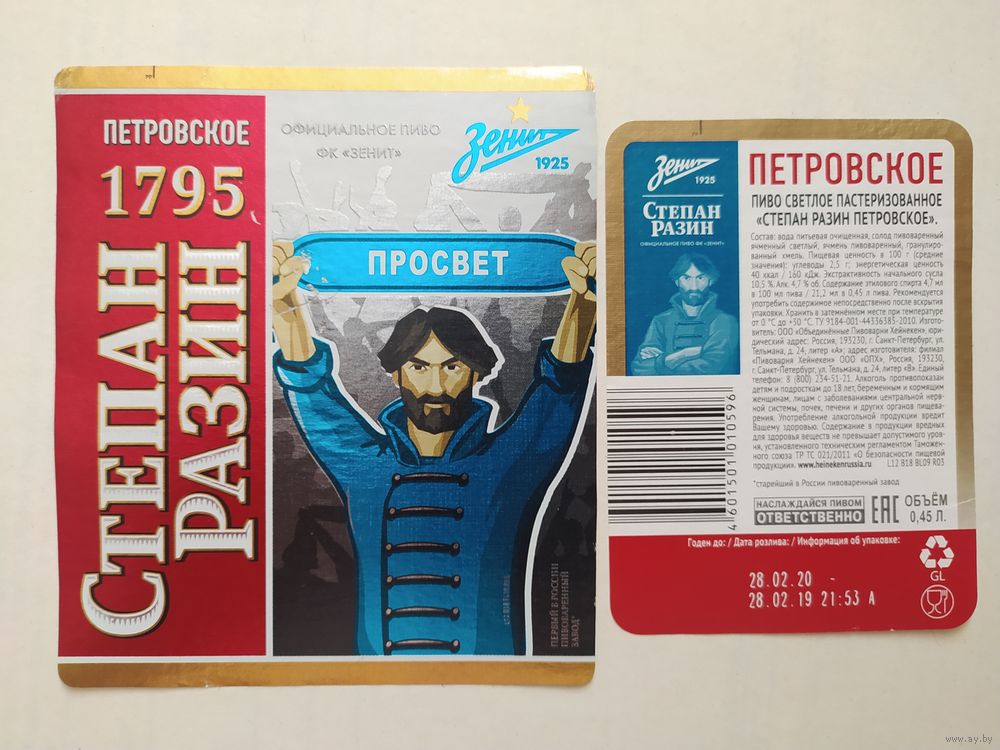 ПЕТРОВСКОЕ
1795
СТЕПАН
РАЗИН
ОФИЦИАЛЬНОЕ ПИВО
ФК «ЗЕНИТ»
Зенит
1925
ПРОСВЕТ
ПЕРВЫЙ В РОССИИ
ПИВОВАРЕННЫЙ
ЗАВОД*
Зенит
1925
СТЕПАН
РАЗИН
ОФИЦИАЛЬНОЕ ПИВО ФК «ЗЕНИТ»
ПЕТРОВСКОЕ
ПИВО СВЕТЛОЕ ПАСТЕРИЗОВАННОЕ
«СТЕПАН РАЗИН ПЕТРОВСКОЕ».
Состав: вода питьевая очищенная, солод пивоваренный
ячменный светлый, ячмень пивоваренный, гранулиро-
ванный хмель. Пищевая ценность в 100 г (средние
значения): углеводы 2,5 г; энергетическая ценность
40 ккал / 160 кДж. Экстрактивность начального сусла
10,5 %. Алк. 4,7 % об. Содержание этилового спирта 4,7 мл
в 100 мл пива / 21,2 мл в 0,45 л пива. Рекомендуется
употребить содержимое непосредственно после вскрытия
упаковки. Хранить в затемнённом месте при температуре
от 0 °С до +30 °С. ТУ 9184-001-44336385-2010. Изгото-
витель: ООО «Объединённые Пивоварни Хейнекен», юри-
дический адрес: Россия, 193230, г. Санкт-Петербург, ул.
Тельмана, д. 24, литер «А»; адрес изготовителя: филиал
«Пивоварня Хейнекен» ООО «ОПХ», Россия, 193230,
г. Санкт-Петербург, ул. Тельмана, д. 24, литер «В». Единый
телефон: 8 (800) 234-51-21. Алкоголь противопоказан
детям и подросткам до 18 лет, беременным и кормящим
женщинам, лицам с заболеваниями центральной нерв-
ной системы, почек, печени и других органов пищева-
рения. Употребление алкогольной продукции вредит
Вашему здоровью. Содержание в продукции вредных
для здоровья веществ не превышает допустимого уров-
ня, установленного техническим регламентом Таможен-
ного союза ТР ТС 021/2011 «О безопасности пищевой
продукции». www.heinekenrussia.ru L12 B18 BL09 R03
*старейший в России пивоваренный завод
4 601501 010596
НАСЛАЖДАЙСЯ ПИВОМ
ОТВЕТСТВЕННО
EAC
ОБЪЁМ
0,45 Л.
Годен до: / Дата розлива: / Информация об упаковке:
28.02.20 -
28.02.19 21:53 А
GL
www.ay.by